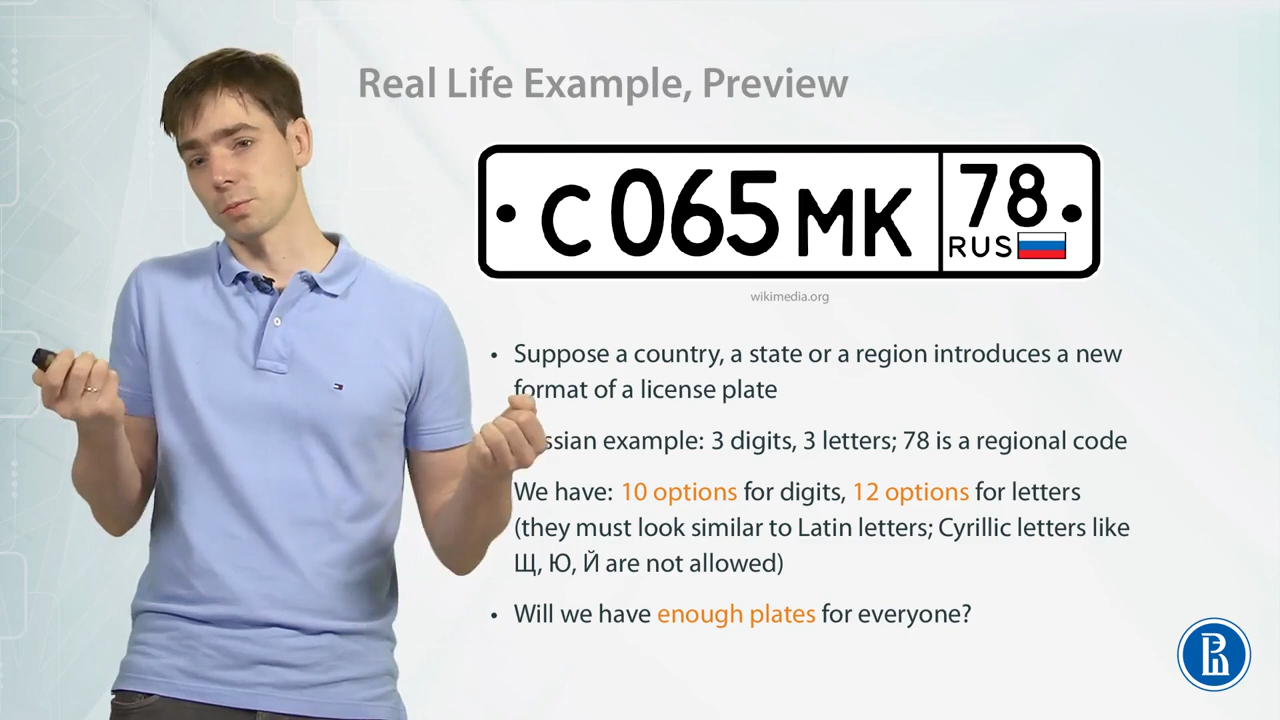 Real Life Example, Preview
С065МК 78
RUS
wikimedia.org
• Suppose a country, a state or a region introduces a new
format of a license plate
example: 3 digits, 3 letters; 78 is a regional code
We have: 10 options for digits, 12 options for letters
(they must look similar to Latin letters; Cyrillic letters like
Щ, Ю, Й are not allowed)
• Will we have enough plates for everyone?